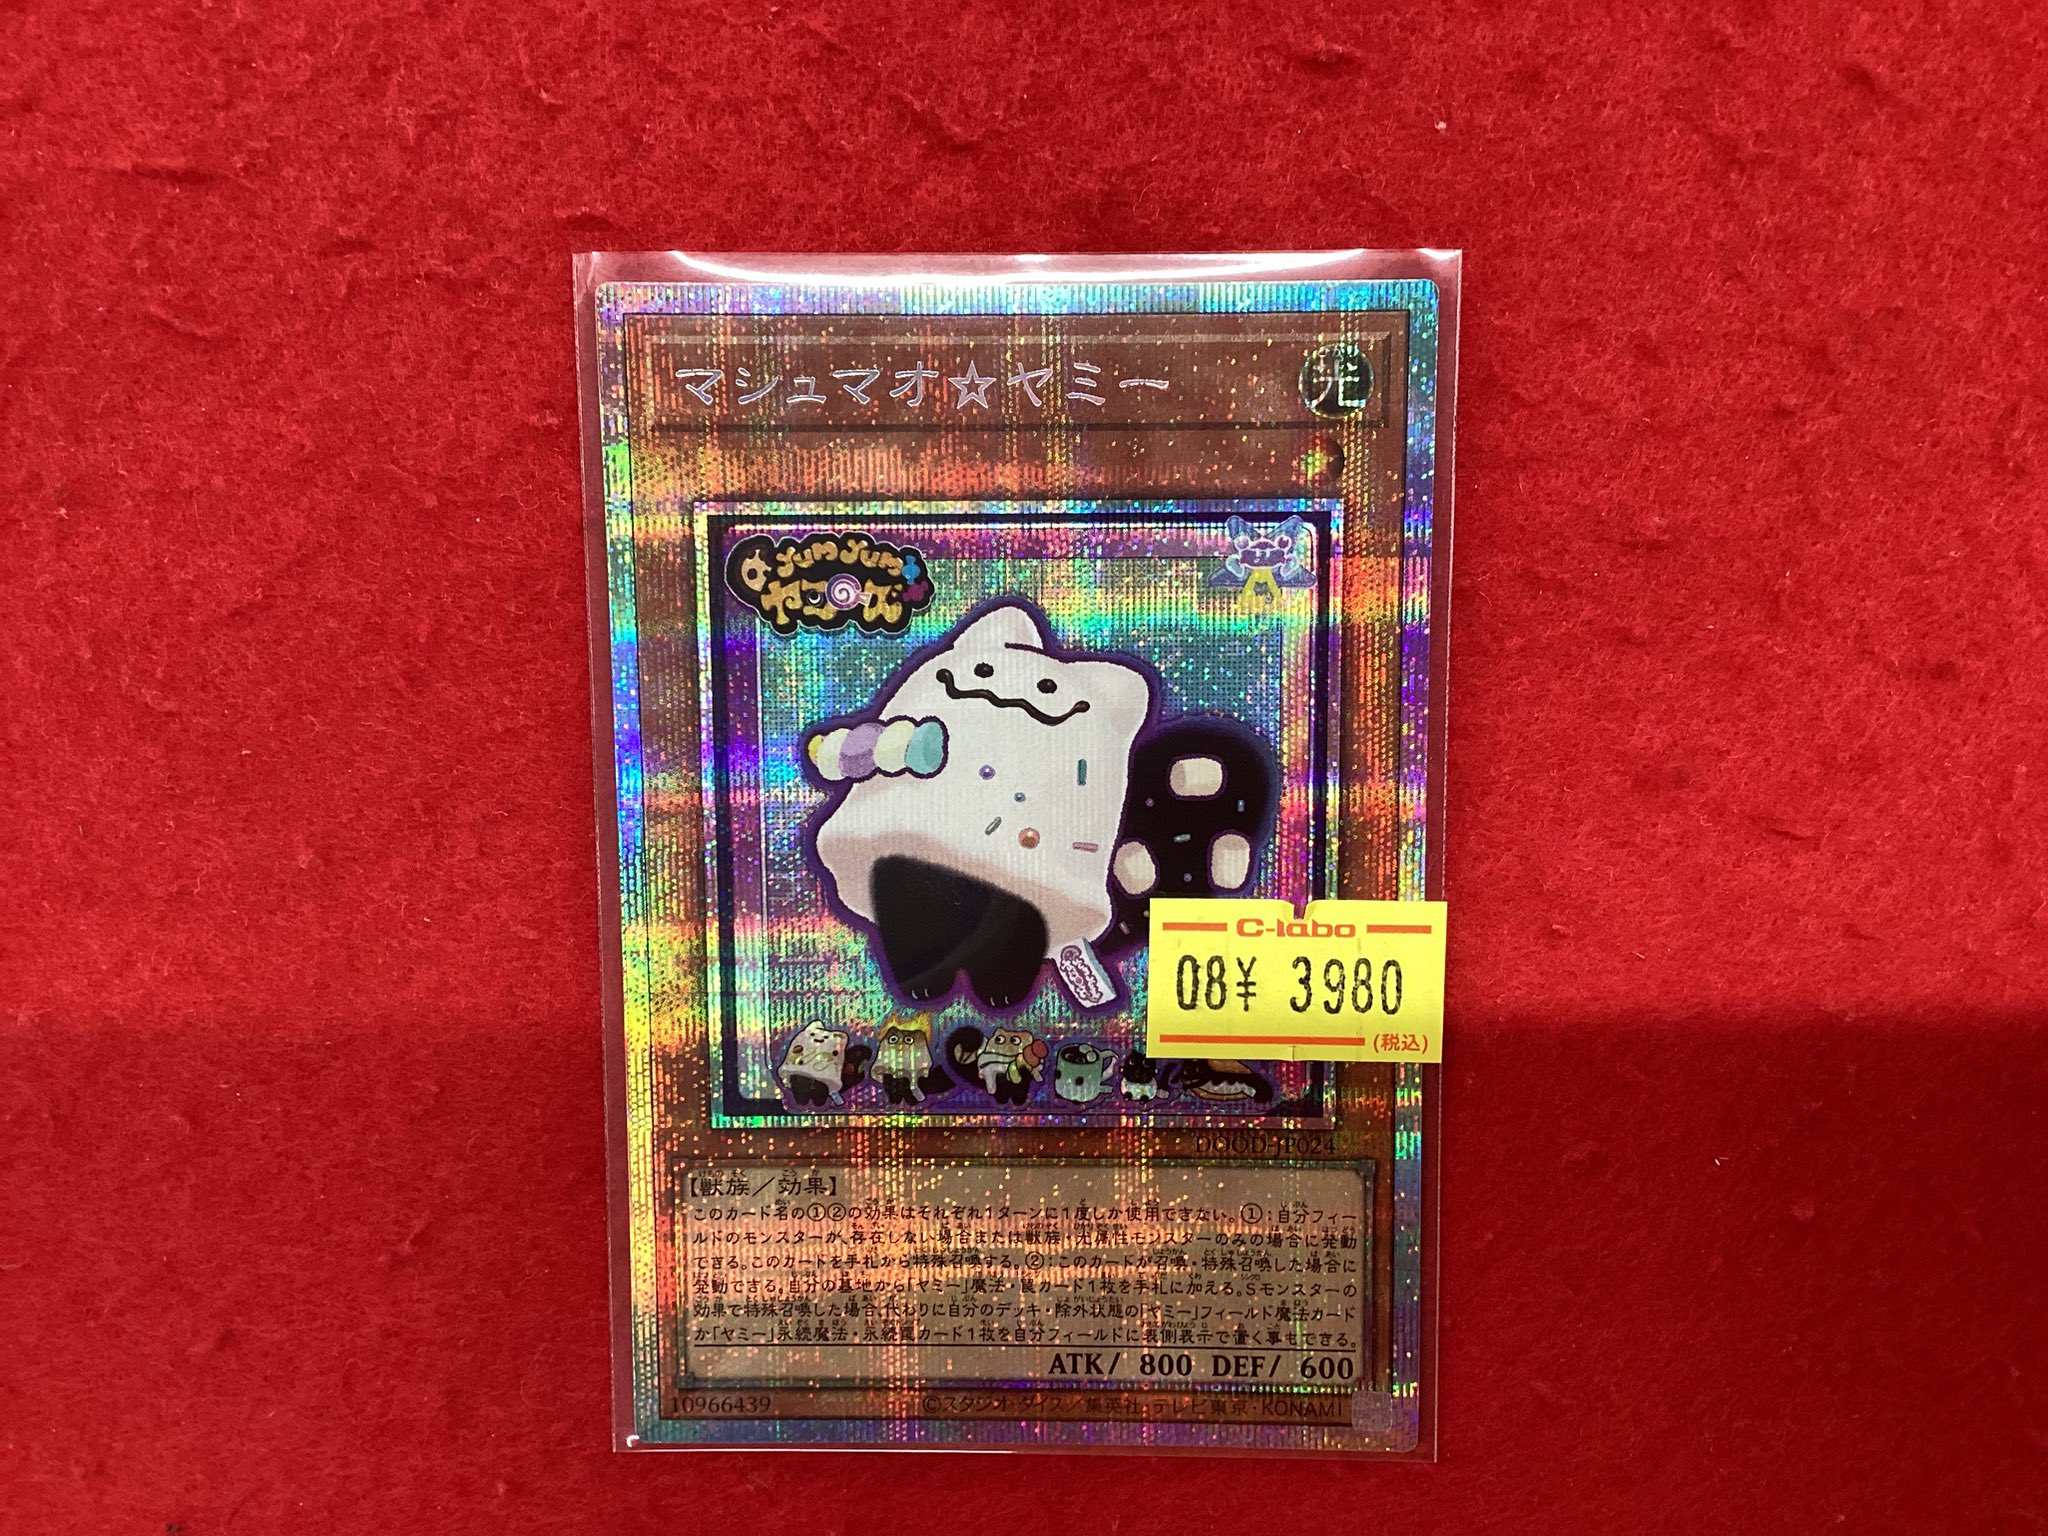 マシュマオ☆ヤミー
光
yum yum
ヤミーズ
C-labo
08¥ 3980
(税込)
DOOD-JP024
【獣族／効果】
このカード名の①②の効果はそれぞれ1ターンに1度しか使用できない。①：自分フィー
ルドのモンスターが、存在しない場合または獣族・光属性モンスターのみの場合に発動
できる。このカードを手札から特殊召喚する。②：このカードが召喚・特殊召喚した場合に
発動できる。自分の墓地から「ヤミー」魔法・罠カード1枚を手札に加える。Sモンスターの
効果で特殊召喚した場合、代わりに自分のデッキ・除外状態の「ヤミー」フィールド魔法カード
か「ヤミー」永続魔法・永続罠カード1枚を自分フィールドに表側表示で置く事もできる。
ATK/ 800 DEF/ 600
10966439
©スタジオ・ダイス／集英社・テレビ東京・KONAMI